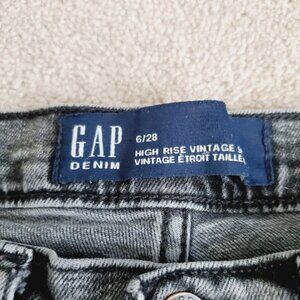 GAP
DENIM
6/28
HIGH RISE VINTAGE
VINTAGE ÉTROIT TAILLE